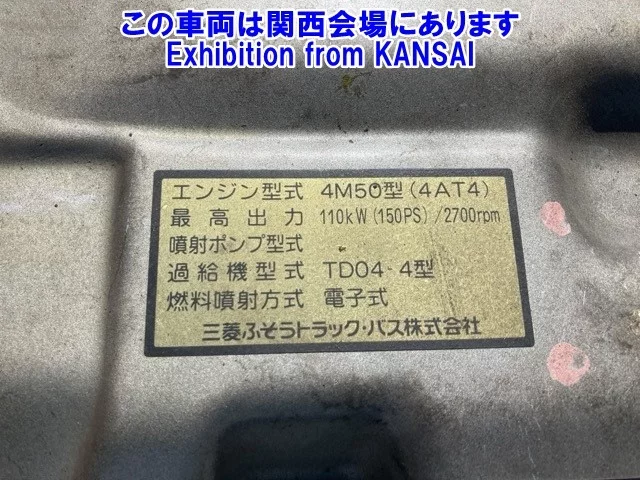 この車両は関西会場にあります
Exhibition from KANSAI
エンジン型式 4M50型(4AT4)
最高出力 110kW(150PS)/2700rpm
噴射ポンプ型式
過給機型式 TD04-4型
燃料噴射方式 電子式
三菱ふそうトラック・バス株式会社